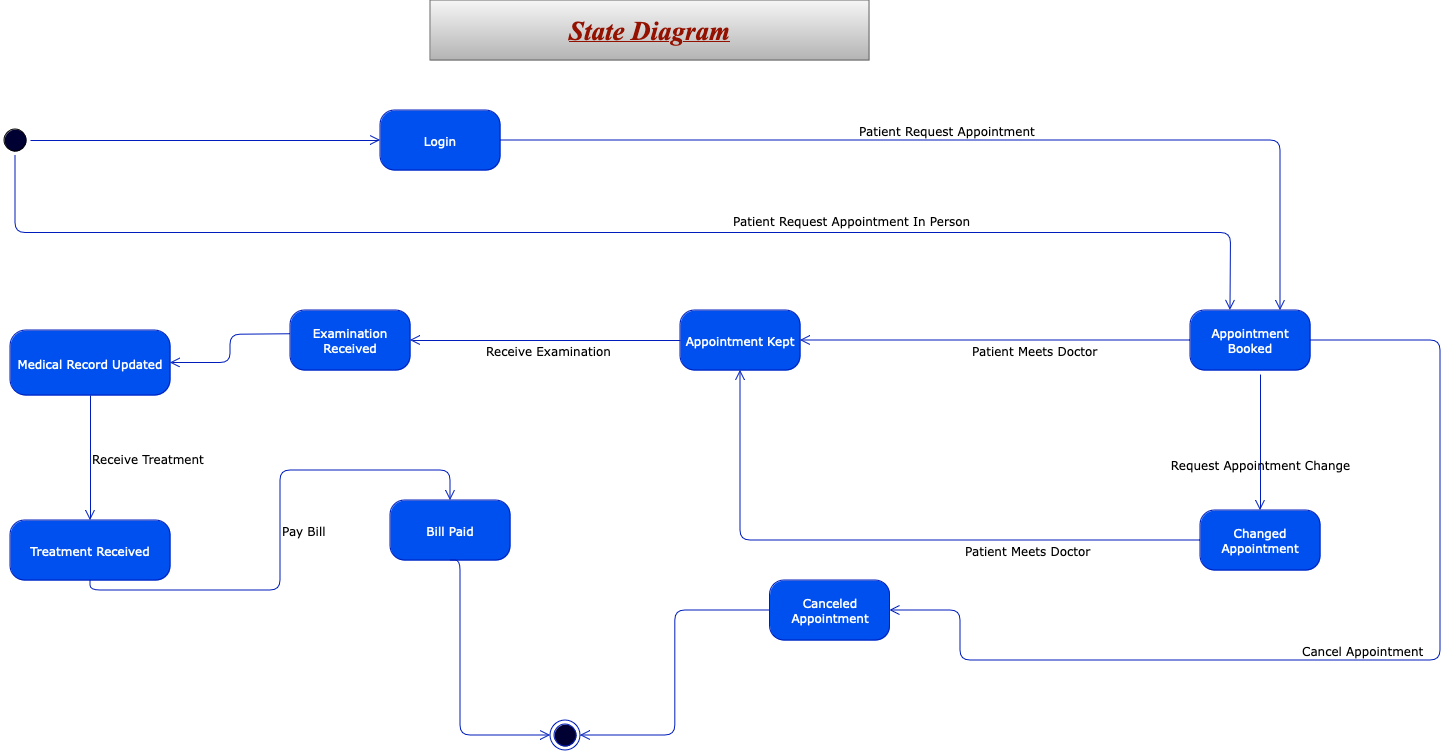 State Diagram
Login
Patient Request Appointment
Patient Request Appointment In Person
Examination
Received
Medical Record Updated
Receive Examination
Appointment Kept
Patient Meets Doctor
Appointment
Booked
Receive Treatment
Request Appointment Change
Treatment Received
Pay Bill
Bill Paid
Patient Meets Doctor
Changed
Appointment
Canceled
Appointment
Cancel Appointment